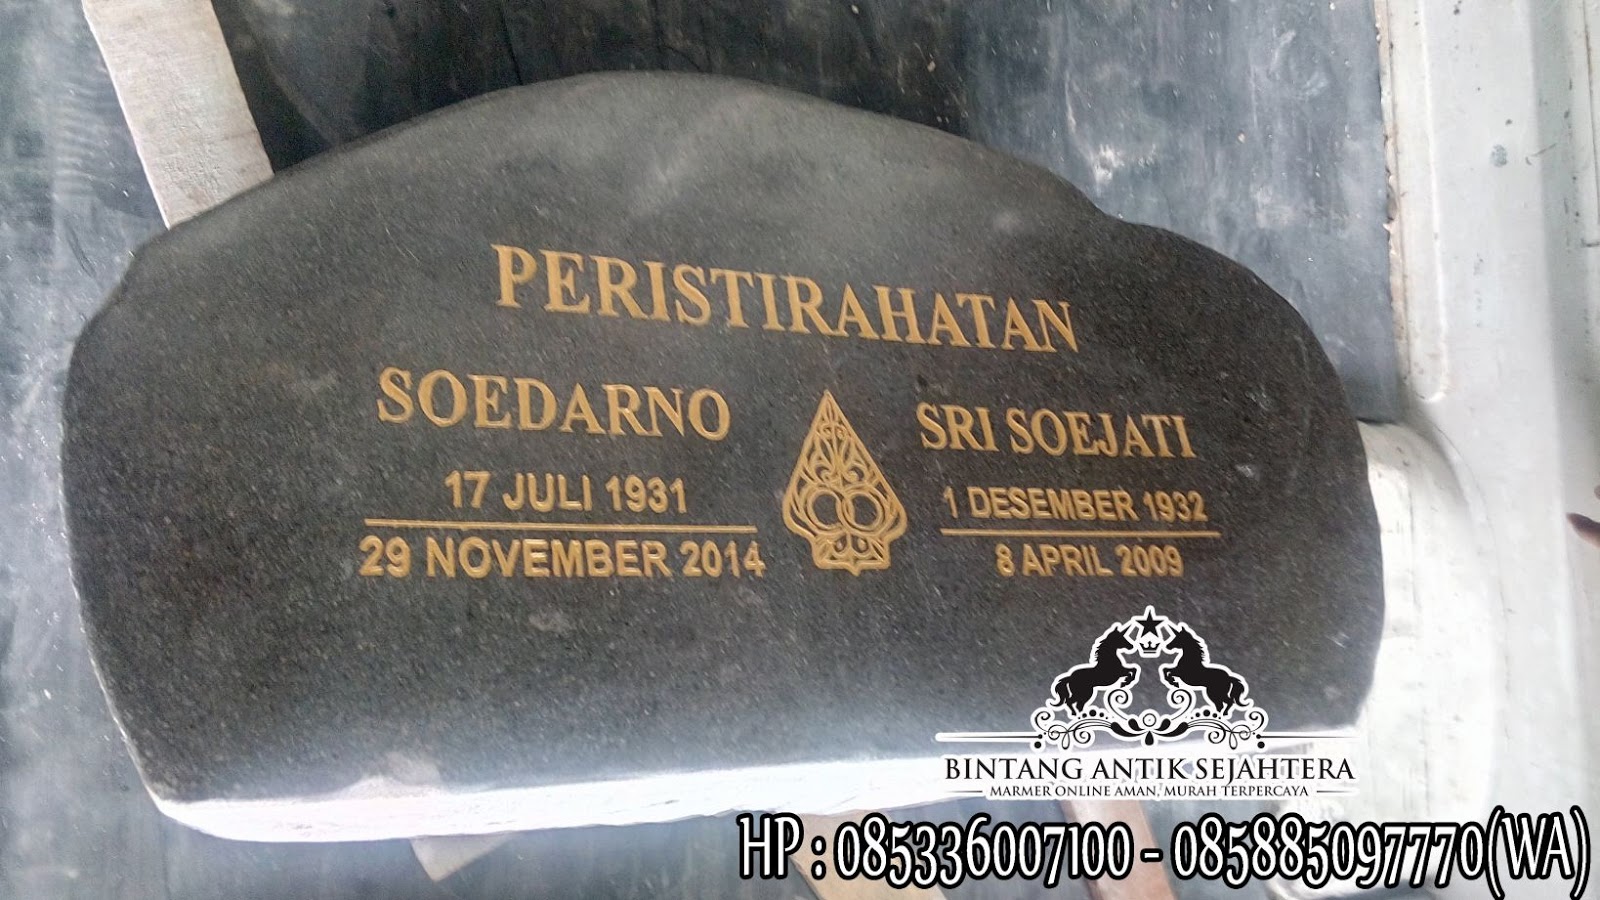 PERISTIRAHATAN
SOEDARNO
17 JULI 1931
29 NOVEMBER 2014
SRI SOEJATI
1 DESEMBER 1932
8 APRIL 2009
BINTANG ANTIK SEJAHTERA
MARMER ONLINE AMAN, MURAH TERPERCAYA
HP : 085336007100 - 085885097770(WA)